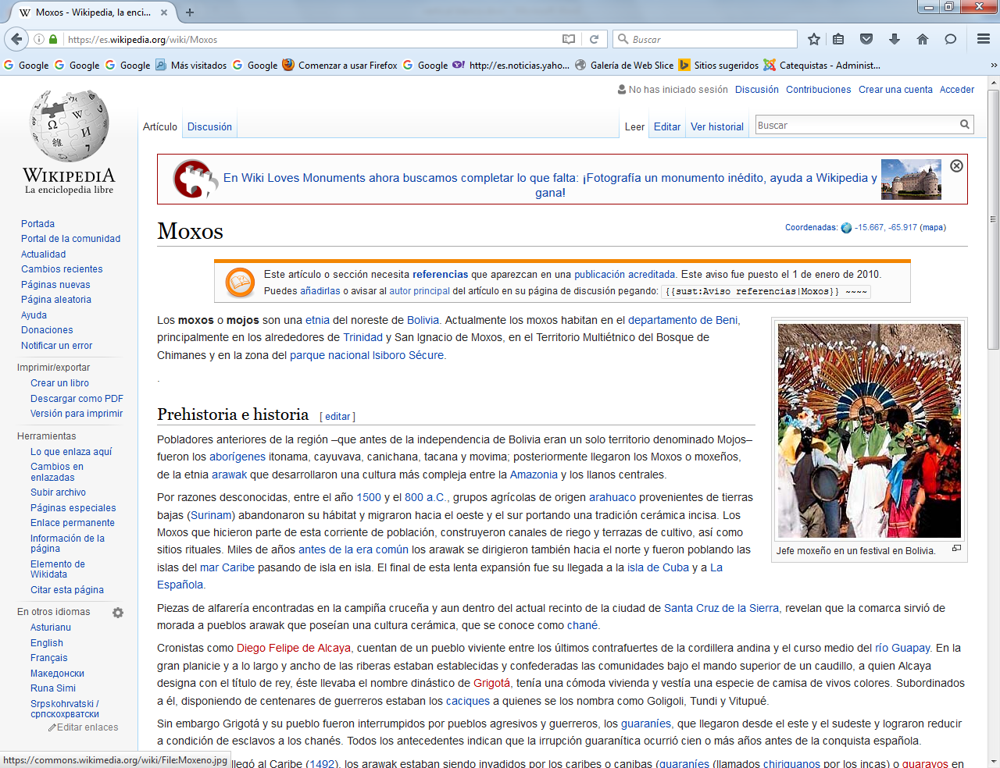 Moxos - Wikipedia, la enci...
https://es.wikipedia.org/wiki/Moxos
Buscar
Google Google Google Más visitados Google Comenzar a usar Firefox Google http://es.noticias.yaho... Galería de Web Slice Sitios sugeridos Catequistas - Administ...
No has iniciado sesión Discusión Contribuciones Crear una cuenta Acceder
Artículo Discusión Leer Editar Ver historial Buscar
WIKIPEDIA
La enciclopedia libre
Portada
Portal de la comunidad
Actualidad
Cambios recientes
Páginas nuevas
Página aleatoria
Ayuda
Donaciones
Notificar un error
Imprimir/exportar
Crear un libro
Descargar como PDF
Versión para imprimir
Herramientas
Lo que enlaza aquí
Cambios en
enlazadas
Subir archivo
Páginas especiales
Enlace permanente
Información de la
página
Elemento de
Wikidata
Citar esta página
En otros idiomas
Asturianu
English
Français
Македонски
Runa Simi
Srpskohrvatski /
српскохрватски
Editar enlaces
En Wiki Loves Monuments ahora buscamos completar lo que falta: ¡Fotografía un monumento inédito, ayuda a Wikipedia y
gana!
Moxos
Coordenadas: -15.667, -65.917 (mapa)
Este artículo o sección necesita referencias que aparezcan en una publicación acreditada. Este aviso fue puesto el 1 de enero de 2010.
Puedes añadirlas o avisar al autor principal del artículo en su página de discusión pegando: {{sust:Aviso referencias|Moxos}} ~~~~
Los moxos o mojos son una etnia del noreste de Bolivia. Actualmente los moxos habitan en el departamento de Beni,
principalmente en los alrededores de Trinidad y San Ignacio de Moxos, en el Territorio Multiétnico del Bosque de
Chimanes y en la zona del parque nacional Isiboro Sécure.
.
Jefe moxeño en un festival en Bolivia.
Prehistoria e historia [ editar ]
Pobladores anteriores de la región –que antes de la independencia de Bolivia eran un solo territorio denominado Mojos–
fueron los aborígenes itonama, cayuvava, canichana, tacana y movima; posteriormente llegaron los Moxos o moxeños,
de la etnia arawak que desarrollaron una cultura más compleja entre la Amazonia y los llanos centrales.
Por razones desconocidas, entre el año 1500 y el 800 a.C., grupos agrícolas de origen arahuaco provenientes de tierras
bajas (Surinam) abandonaron su hábitat y migraron hacia el oeste y el sur portando una tradición cerámica incisa. Los
Moxos que hicieron parte de esta corriente de población, construyeron canales de riego y terrazas de cultivo, así como
sitios rituales. Miles de años antes de la era común los arawak se dirigieron también hacia el norte y fueron poblando las
islas del mar Caribe pasando de isla en isla. El final de esta lenta expansión fue su llegada a la isla de Cuba y a La
Española.
Piezas de alfarería encontradas en la campiña cruceña y aun dentro del actual recinto de la ciudad de Santa Cruz de la Sierra, revelan que la comarca sirvió de
morada a pueblos arawak que poseían una cultura cerámica, que se conoce como chané.
Cronistas como Diego Felipe de Alcaya, cuentan de un pueblo viviente entre los últimos contrafuertes de la cordillera andina y el curso medio del río Guapay. En la
gran planicie y a lo largo y ancho de las riberas estaban establecidas y confederadas las comunidades bajo el mando superior de un caudillo, a quien Alcaya
designa con el título de rey, éste llevaba el nombre dinástico de Grigotá, tenía una cómoda vivienda y vestía una especie de camisa de vivos colores. Subordinados
a él, disponiendo de centenares de guerreros estaban los caciques a quienes se los nombra como Goligoli, Tundi y Vitupué.
Sin embargo Grigotá y su pueblo fueron interrumpidos por pueblos agresivos y guerreros, los guaraníes, que llegaron desde el este y el sudeste y lograron reducir
a condición de esclavos a los chanés. Todos los antecedentes indican que la irrupción guaranítica ocurrió cien o más años antes de la conquista española.
llegó al Caribe (1492), los arawak estaban siendo invadidos por los caribes o canibas (guaraníes (llamados chiriguanos por los incas) o guarayos en
https://commons.wikimedia.org/wiki/File:Moxeno.jpg